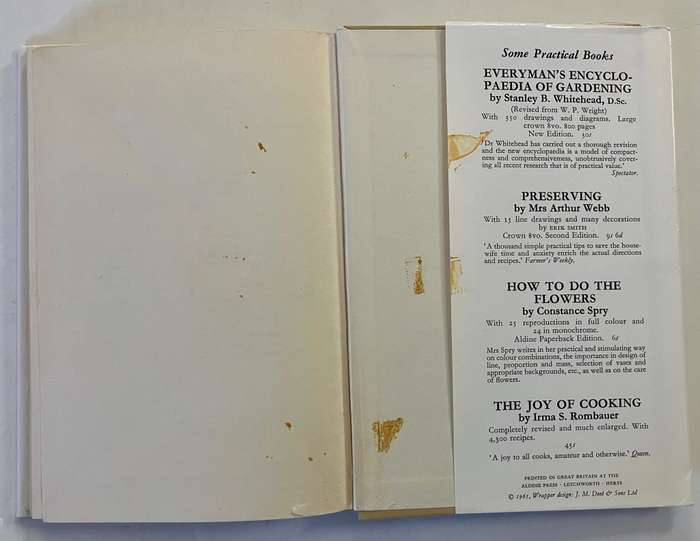 Some Practical Books
EVERYMAN'S ENCYCLO-
PAEDIA OF GARDENING
by Stanley B. Whitehead, D.Sc.
(Revised from W. P. Wright)
With 350 drawings and diagrams. Large
crown 8vo. 800 pages
New Edition. 30s
'Dr Whitehead has carried out a thorough revision
and the new encyclopaedia is a model of compact-
ness and comprehensiveness, unobtrusively cover-
ing all recent research that is of practical value.'
Spectator.
PRESERVING
by Mrs Arthur Webb
With 15 line drawings and many decorations
by ERIK SMITH
Crown 8vo. Second Edition. 9s 6d
'A thousand simple practical tips to save the house-
wife time and anxiety enrich the actual directions
and recipes.' Farmer's Weekly.
HOW TO DO THE
FLOWERS
by Constance Spry
With 25 reproductions in full colour and
24 in monochrome.
Aldine Paperback Edition. 6s
Mrs Spry writes in her practical and stimulating way
on colour combinations, the importance in design of
line, proportion and mass, selection of vases and
appropriate backgrounds, etc., as well as on the care
of flowers.
THE JOY OF COOKING
by Irma S. Rombauer
Completely revised and much enlarged. With
4,300 recipes.
45s
'A joy to all cooks, amateur and otherwise.' Queen.
PRINTED IN GREAT BRITAIN AT THE
ALDINE PRESS · LETCHWORTH · HERTS
© 1965, Wrapper design: J. M. Dent & Sons Ltd